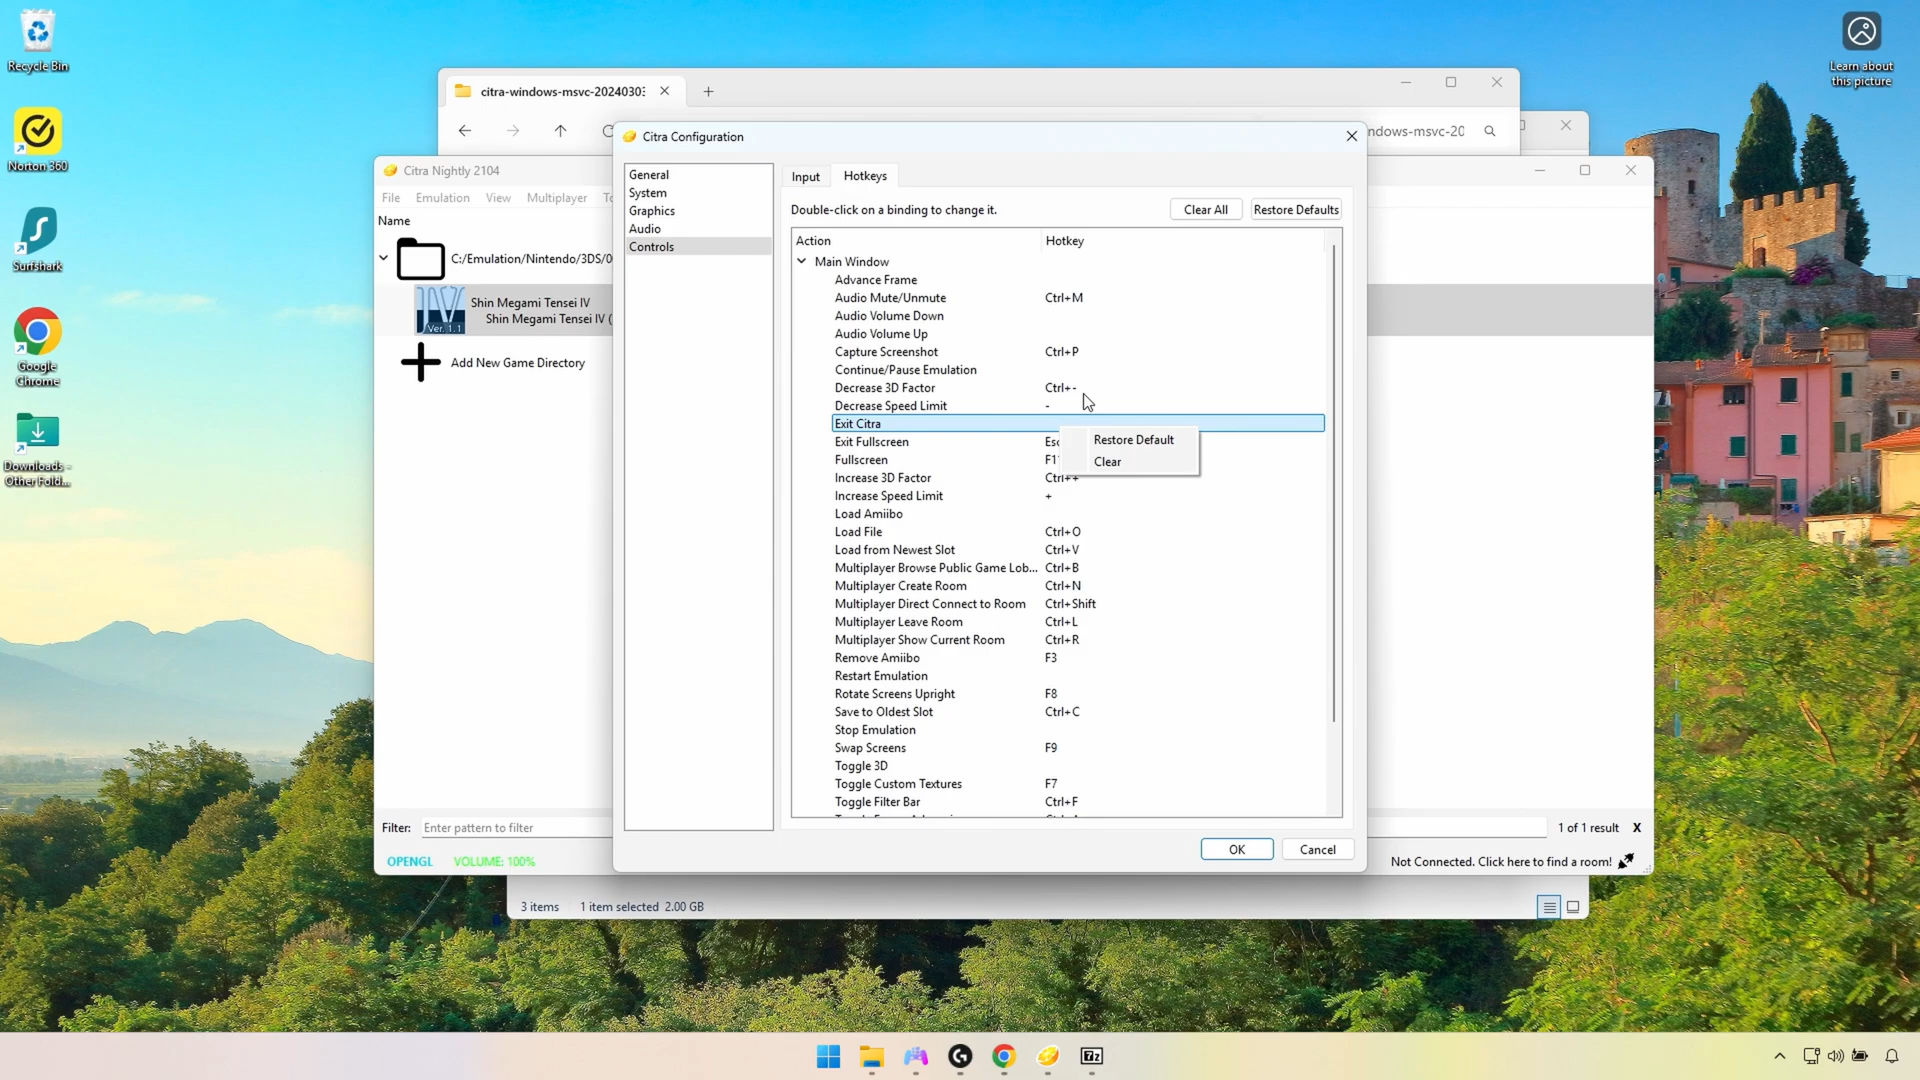 Recycle Bin
Norton 360
Surfshark
Google
Chrome
Downloads -
Other Fold...
Learn about
this picture
citra-windows-msvc-20240303
ndows-msvc-20
Citra Nightly 2104
File Emulation View Multiplayer To
Name
C:/Emulation/Nintendo/3DS/0
Ver. 1.1
Shin Megami Tensei IV
Shin Megami Tensei IV (
Add New Game Directory
Filter: Enter pattern to filter
1 of 1 result X
OPENGL VOLUME: 100%
Not Connected. Click here to find a room!
3 items 1 item selected 2.00 GB
Citra Configuration
General
System
Graphics
Audio
Controls
Input Hotkeys
Double-click on a binding to change it.
Clear All Restore Defaults
Action Hotkey
Main Window
Advance Frame
Audio Mute/Unmute Ctrl+M
Audio Volume Down
Audio Volume Up
Capture Screenshot Ctrl+P
Continue/Pause Emulation
Decrease 3D Factor Ctrl+-
Decrease Speed Limit -
Exit Citra
Exit Fullscreen Esc
Fullscreen F1
Increase 3D Factor Ctrl++
Increase Speed Limit +
Load Amiibo
Load File Ctrl+O
Load from Newest Slot Ctrl+V
Multiplayer Browse Public Game Lob... Ctrl+B
Multiplayer Create Room Ctrl+N
Multiplayer Direct Connect to Room Ctrl+Shift
Multiplayer Leave Room Ctrl+L
Multiplayer Show Current Room Ctrl+R
Remove Amiibo F3
Restart Emulation
Rotate Screens Upright F8
Save to Oldest Slot Ctrl+C
Stop Emulation
Swap Screens F9
Toggle 3D
Toggle Custom Textures F7
Toggle Filter Bar Ctrl+F
Restore Default
Clear
OK Cancel
7z